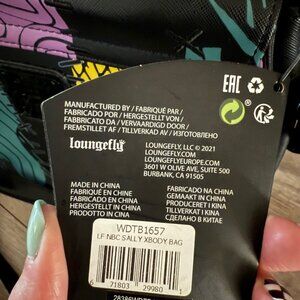 EAC
MANUFACTURED BY / FABRIQUÉ PAR /
FABRICADO POR / HERGESTELLT VON /
FABBRICATO DA / VERVAARDIGD DOOR /
FREMSTILLET AF / TILLVERKAD AV / ИЗГОТОВЛЕНО
Loungefly
LOUNGEFLY, LLC © 2021
LOUNGEFLY.COM
LOUNGEFLYEUROPE.COM
3601 W OLIVE AVE, SUITE 500
BURBANK, CA 91505
MADE IN CHINA
FABRIQUÉ EN CHINE
FABRICADO EN CHINA
HERGESTELLT IN CHINA
PRODOTTO IN CINA
FABRICADO NA CHINA
GEMAAKT IN CHINA
PRODUCERET I KINA
TILLVERKAT I KINA
СДЕЛАНО В КИТАЕ
WDTB1657
LF NBC SALLY XBODY BAG
6 71803 29980